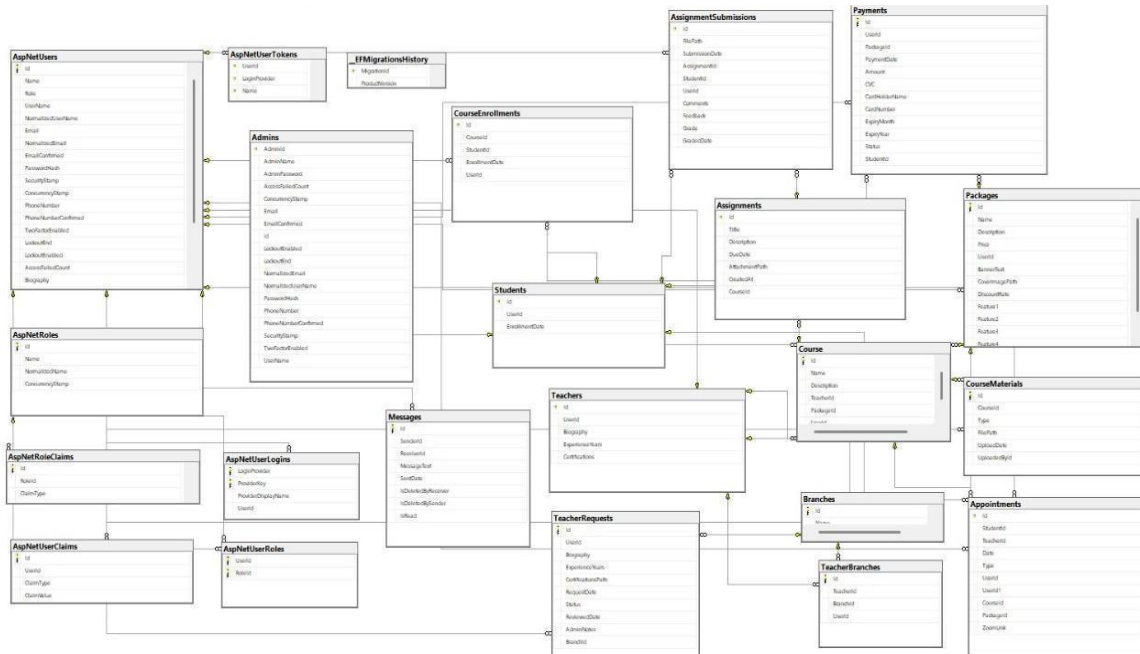 AspNetUsers
Id
Name
Role
UserName
NormalizedUserName
Email
NormalizedEmail
EmailConfirmed
PasswordHash
SecurityStamp
ConcurrencyStamp
PhoneNumber
PhoneNumberConfirmed
TwoFactorEnabled
LockoutEnd
LockoutEnabled
AccessFailedCount
Biography
AspNetUserTokens
UserId
LoginProvider
Name
__EFMigrationsHistory
MigrationId
ProductVersion
AssignmentSubmissions
Id
FilePath
SubmissionDate
AssignmentId
StudentId
UserId
Comments
Feedback
Grade
GradedDate
Payments
Id
UserId
PackageId
PaymentDate
Amount
CVC
CardHolderName
CardNumber
ExpiryMonth
ExpiryYear
Status
StudentId
Admins
AdminId
AdminName
AdminPassword
AccessFailedCount
ConcurrencyStamp
Email
EmailConfirmed
Id
LockoutEnabled
LockoutEnd
NormalizedEmail
NormalizedUserName
PasswordHash
PhoneNumber
PhoneNumberConfirmed
SecurityStamp
TwoFactorEnabled
UserName
CourseEnrollments
Id
CourseId
StudentId
EnrollmentDate
UserId
Assignments
Id
Title
Description
DueDate
AttachmentPath
CreatedAt
CourseId
Packages
Id
Name
Description
Price
UserId
BannerText
CoverImagePath
DiscountRate
Feature1
Feature2
Feature3
Feature4
Students
Id
UserId
EnrollmentDate
AspNetRoles
Id
Name
NormalizedName
ConcurrencyStamp
Course
Id
Name
Description
TeacherId
PackageId
CourseMaterials
Id
CourseId
Type
FilePath
UploadDate
UploadedById
Teachers
Id
UserId
Biography
ExperienceYears
Certifications
Messages
Id
SenderId
ReceiverId
MessageText
SentDate
IsDeletedByReceiver
IsDeletedBySender
IsRead
AspNetRoleClaims
Id
RoleId
ClaimType
AspNetUserLogins
LoginProvider
ProviderKey
ProviderDisplayName
UserId
Branches
Id
Name
Appointments
Id
StudentId
TeacherId
Date
Type
UserId
UserId1
CourseId
PackageId
ZoomLink
TeacherRequests
Id
UserId
Biography
ExperienceYears
CertificationsPath
RequestDate
Status
ReviewedDate
AdminNotes
BranchId
AspNetUserClaims
Id
UserId
ClaimType
ClaimValue
AspNetUserRoles
UserId
RoleId
TeacherBranches
Id
TeacherId
BranchId
UserId